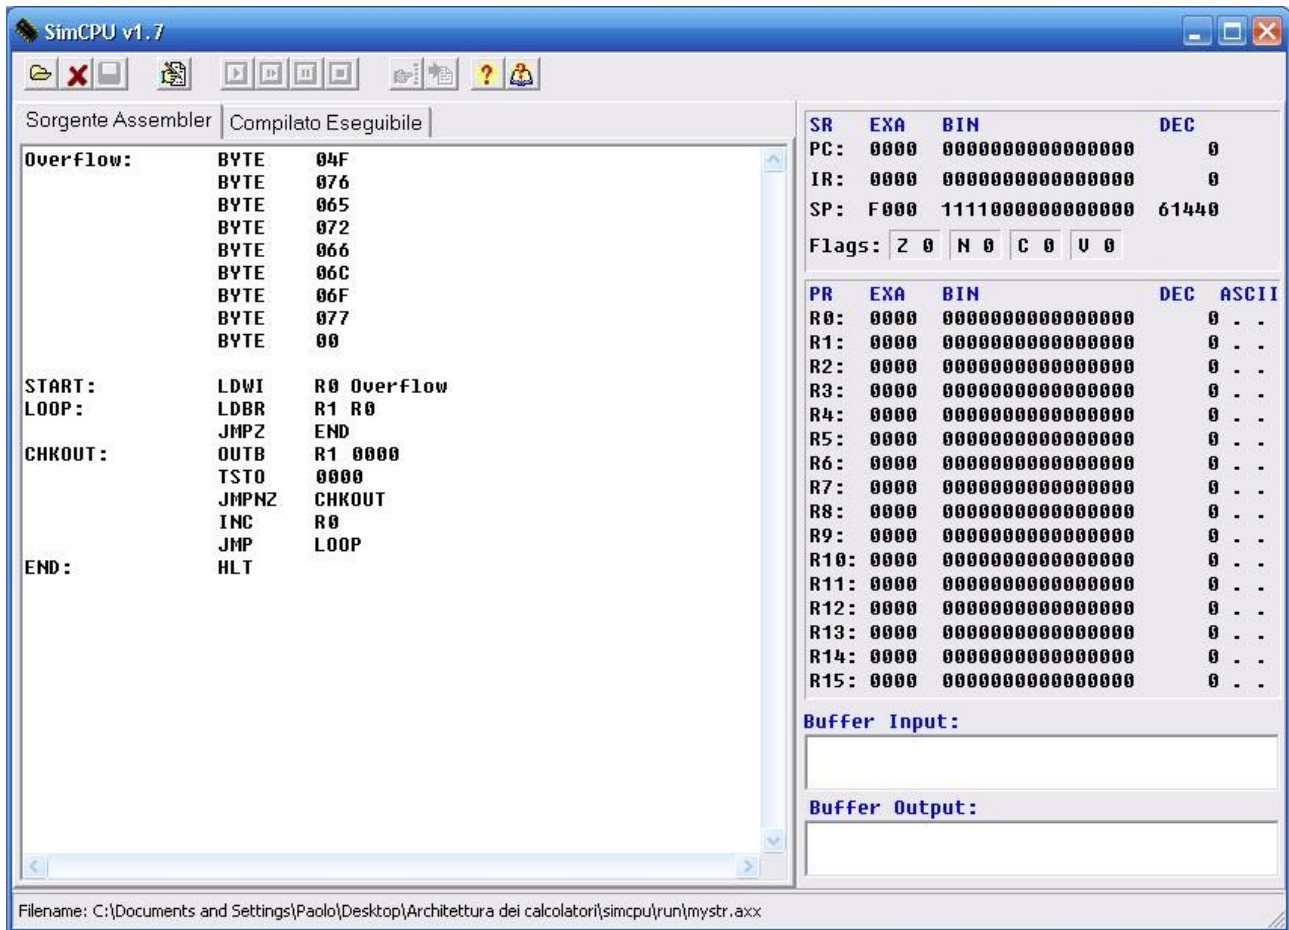 SimCPU v1.7
Sorgente Assembler Compilato Eseguibile
Overflow: BYTE 04F
BYTE 076
BYTE 065
BYTE 072
BYTE 066
BYTE 06C
BYTE 06F
BYTE 077
BYTE 00
START: LDWI R0 Overflow
LOOP: LDBR R1 R0
JMPZ END
CHKOUT: OUTB R1 0000
TSTO 0000
JMPNZ CHKOUT
INC R0
JMP LOOP
END: HLT
SR EXA BIN DEC
PC: 0000 0000000000000000 0
IR: 0000 0000000000000000 0
SP: F000 1111000000000000 61440
Flags: Z 0 N 0 C 0 V 0
PR EXA BIN DEC ASCII
R0: 0000 0000000000000000 0 . .
R1: 0000 0000000000000000 0 . .
R2: 0000 0000000000000000 0 . .
R3: 0000 0000000000000000 0 . .
R4: 0000 0000000000000000 0 . .
R5: 0000 0000000000000000 0 . .
R6: 0000 0000000000000000 0 . .
R7: 0000 0000000000000000 0 . .
R8: 0000 0000000000000000 0 . .
R9: 0000 0000000000000000 0 . .
R10: 0000 0000000000000000 0 . .
R11: 0000 0000000000000000 0 . .
R12: 0000 0000000000000000 0 . .
R13: 0000 0000000000000000 0 . .
R14: 0000 0000000000000000 0 . .
R15: 0000 0000000000000000 0 . .
Buffer Input:
Buffer Output:
Filename: C:\Documents and Settings\Paolo\Desktop\Architettura dei calcolatori\simcpu\run\mystr.axx